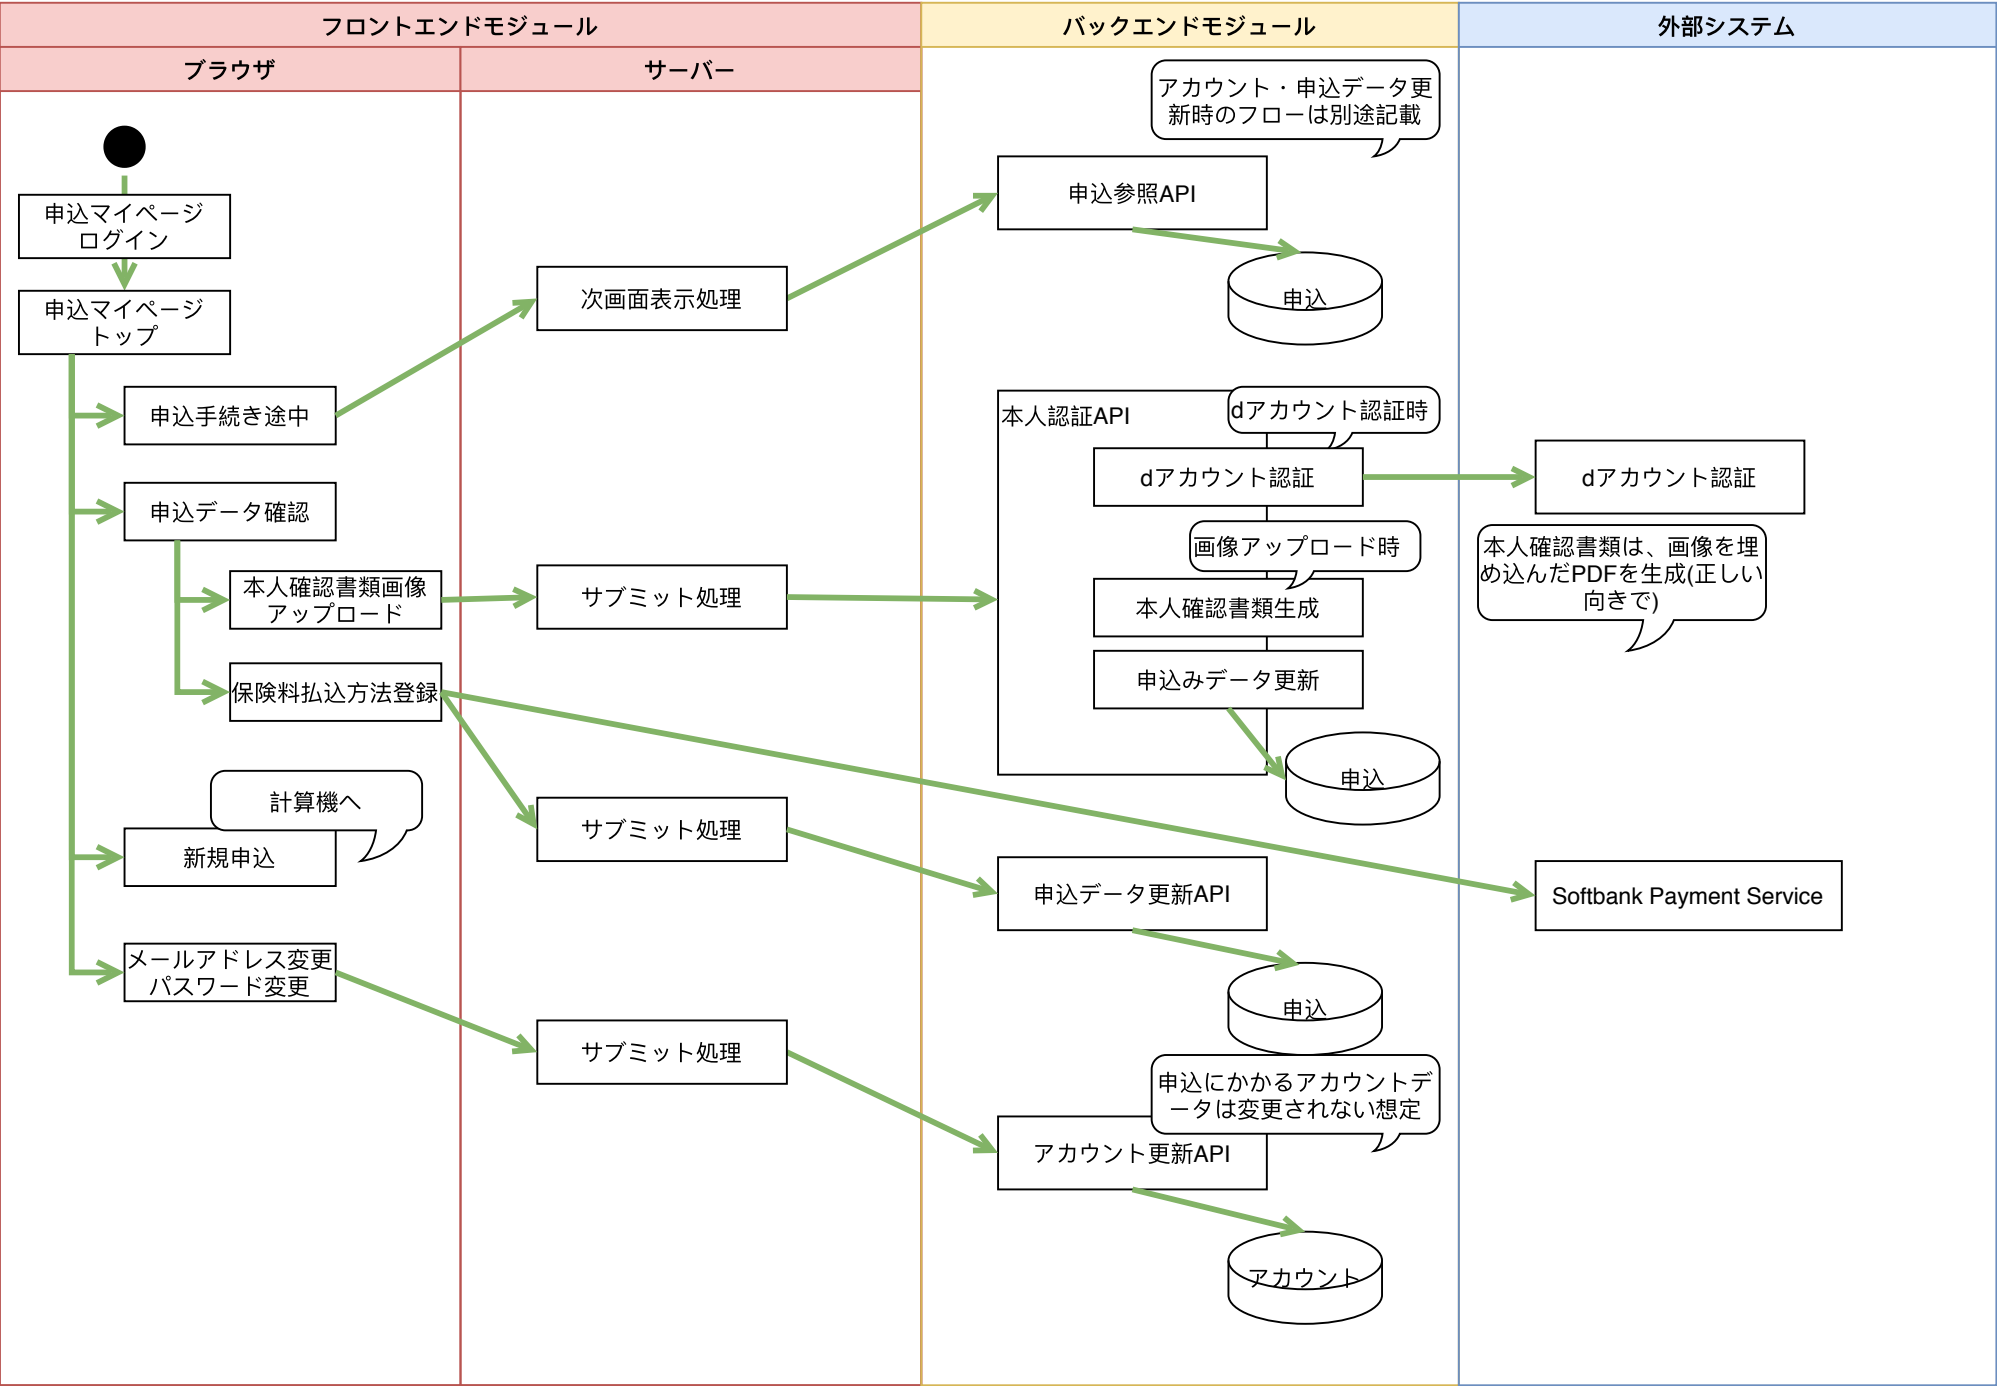 フロントエンドモジュール
バックエンドモジュール
外部システム
ブラウザ
サーバー
アカウント・申込データ更
新時のフローは別途記載
申込マイページ
ログイン
申込参照API
申込
申込マイページ
トップ
次画面表示処理
申込手続き途中
本人認証API
dアカウント認証時
dアカウント認証
dアカウント認証
申込データ確認
画像アップロード時
本人確認書類は、画像を埋
め込んだPDFを生成(正しい
向きで)
本人確認書類画像
アップロード
サブミット処理
本人確認書類生成
保険料払込方法登録
申込みデータ更新
申込
計算機へ
新規申込
サブミット処理
申込データ更新API
Softbank Payment Service
メールアドレス変更
パスワード変更
申込
サブミット処理
申込にかかるアカウントデ
ータは変更されない想定
アカウント更新API
アカウント